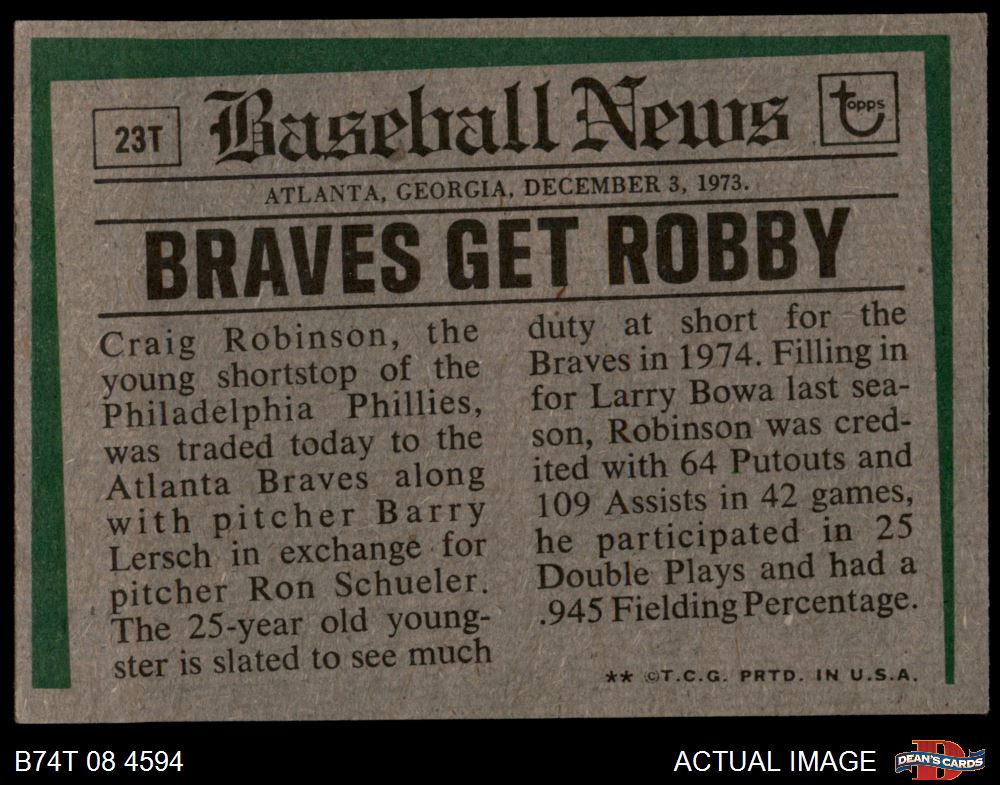 23T
Baseball News
topps
ATLANTA, GEORGIA, DECEMBER 3, 1973.
BRAVES GET ROBBY
Craig Robinson, the
young shortstop of the
Philadelphia Phillies,
was traded today to the
Atlanta Braves along
with pitcher Barry
Lersch in exchange for
pitcher Ron Schueler.
The 25-year old young-
ster is slated to see much
duty at short for the
Braves in 1974. Filling in
for Larry Bowa last sea-
son, Robinson was cred-
ited with 64 Putouts and
109 Assists in 42 games,
he participated in 25
Double Plays and had a
.945 Fielding Percentage.
** ©T.C.G. PRTD. IN U.S.A.
B74T 08 4594
ACTUAL IMAGE
D
DEAN'S CARDS